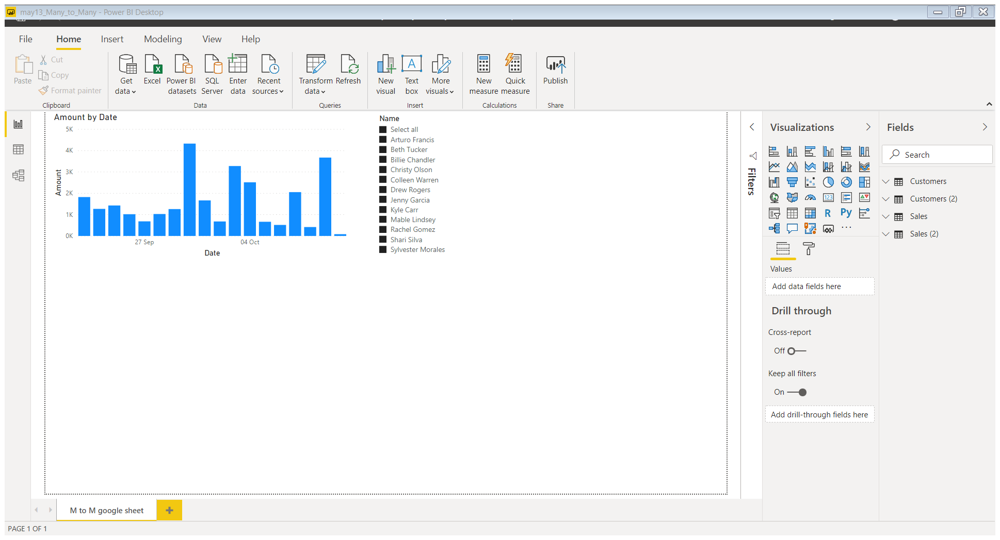 may13_Many_to_Many - Power BI Desktop
File Home Insert Modeling View Help
Paste
Cut
Copy
Format painter
Clipboard
Get data
Excel
Power BI datasets
SQL Server
Enter data
Recent sources
Data
Transform data
Refresh
Queries
New visual
Text box
More visuals
Insert
New measure
Quick measure
Calculations
Publish
Share
Amount by Date
5K
4K
3K
2K
1K
0K
Amount
27 Sep 04 Oct
Date
Name
Select all
Arturo Francis
Beth Tucker
Billie Chandler
Christy Olson
Colleen Warren
Drew Rogers
Jenny Garcia
Kyle Carr
Mable Lindsey
Rachel Gomez
Shari Silva
Sylvester Morales
Filters
Visualizations
123
R
Py
Values
Add data fields here
Drill through
Cross-report
Off
Keep all filters
On
Add drill-through fields here
Fields
Search
Customers
Customers (2)
Sales
Sales (2)
M to M google sheet
PAGE 1 OF 1